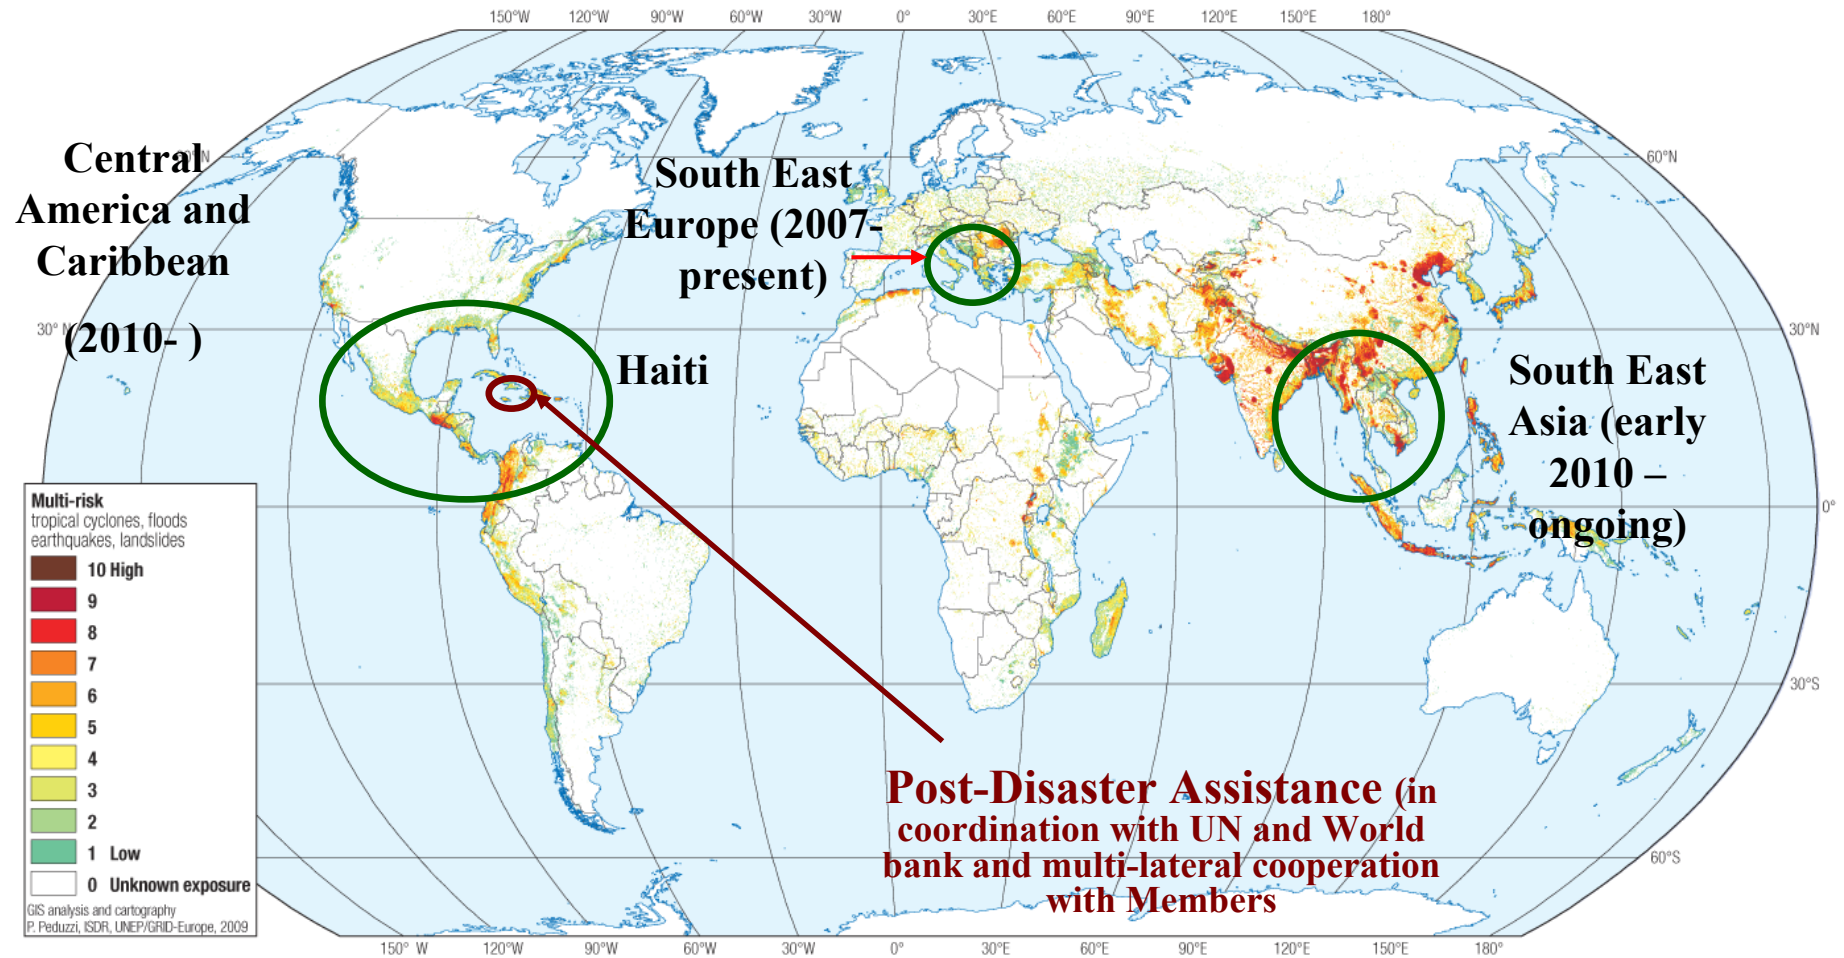 150°W 120°W 90°W 60°W 30°W 0° 30°E 60°E 90°E 120°E 150°E 180°
Central
America and
Caribbean
(2010- )
South East
Europe (2007-
present)
Haiti
South East
Asia (early
2010 –
ongoing)
60°N
30°N
0°
30°S
60°S
30° N
Multi-risk
tropical cyclones, floods
earthquakes, landslides
10 High
9
8
7
6
5
4
3
2
1 Low
0 Unknown exposure
GIS analysis and cartography
P. Peduzzi, ISDR, UNEP/GRID-Europe, 2009
Post-Disaster Assistance (in
coordination with UN and World
bank and multi-lateral cooperation
with Members
150° W 120°W 90°W 60°W 30°W 0° 30°E 60°E 90°E 120°E 150°E 180°